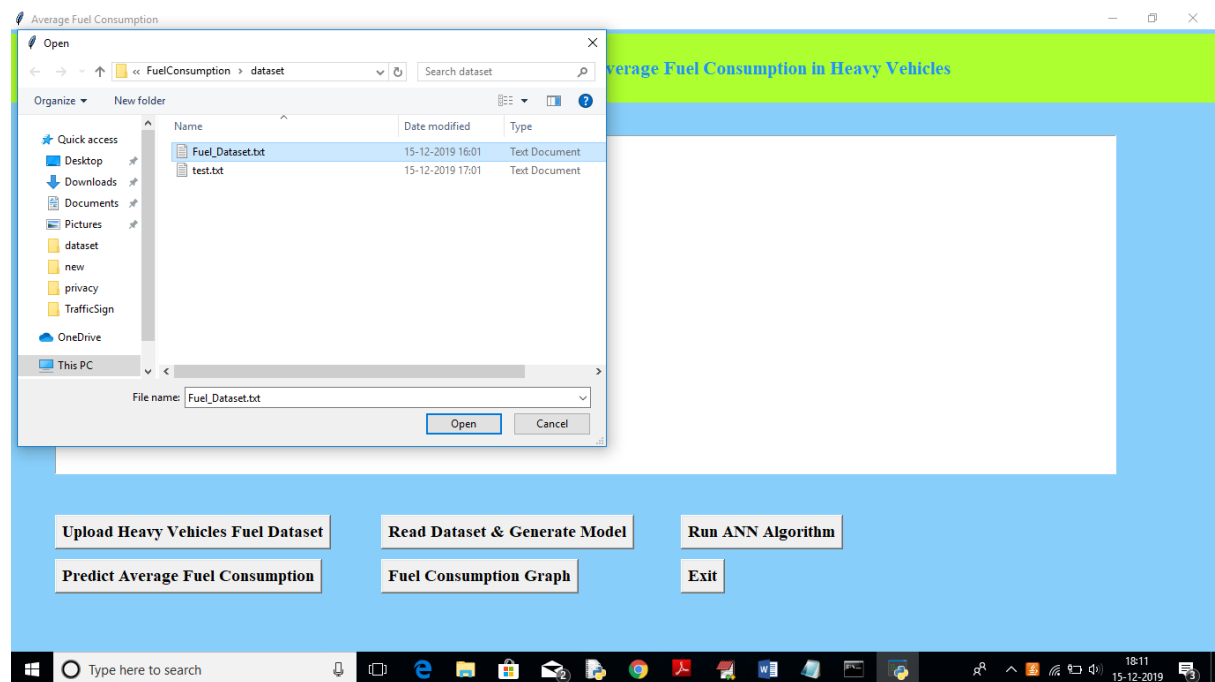 Average Fuel Consumption
Open
« FuelConsumption > dataset
Search dataset
verage Fuel Consumption in Heavy Vehicles
Organize
New folder
Name
Date modified
Type
Quick access
Desktop
Downloads
Documents
Pictures
dataset
new
privacy
TrafficSign
OneDrive
This PC
Fuel_Dataset.txt 15-12-2019 16:01 Text Document
test.txt 15-12-2019 17:01 Text Document
File name: Fuel_Dataset.txt
Open
Cancel
Upload Heavy Vehicles Fuel Dataset
Read Dataset & Generate Model
Run ANN Algorithm
Predict Average Fuel Consumption
Fuel Consumption Graph
Exit
Type here to search
18:11
15-12-2019